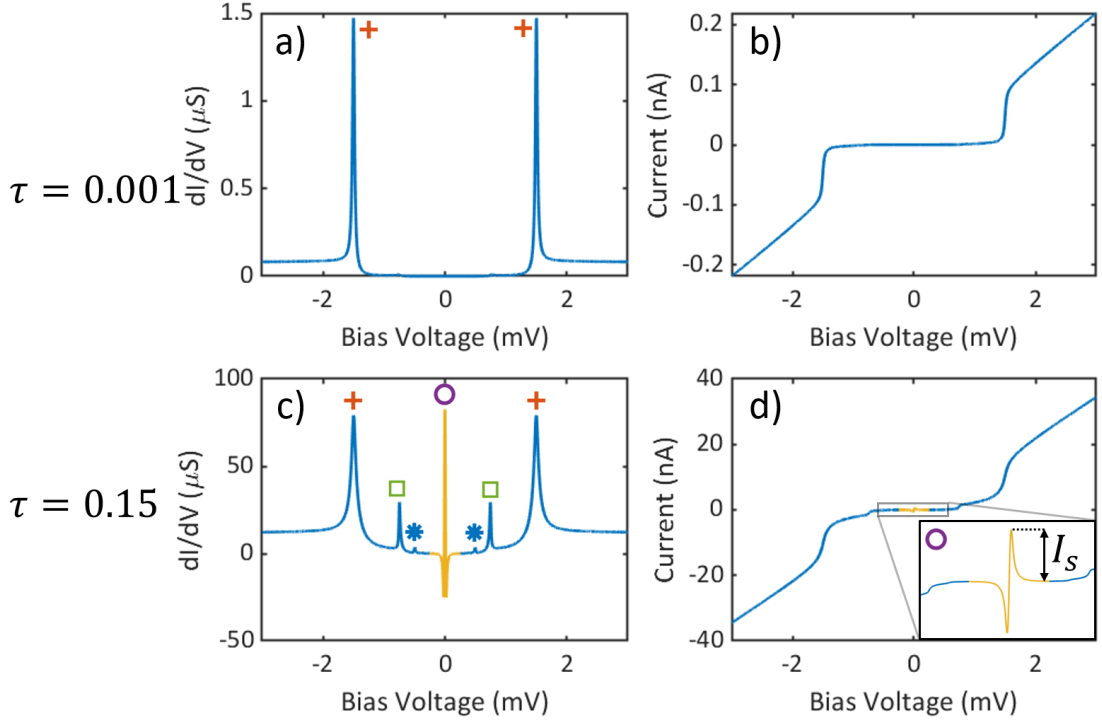 τ = 0.001
a)
dI/dV (μS)
1.5
1
0.5
0
-2
0
2
Bias Voltage (mV)
b)
Current (nA)
0.2
0.1
0
-0.1
-0.2
-2
0
2
Bias Voltage (mV)
τ = 0.15
c)
dI/dV (μS)
100
50
0
-50
-2
0
2
Bias Voltage (mV)
d)
Current (nA)
40
20
0
-20
-40
I_s
-2
0
2
Bias Voltage (mV)